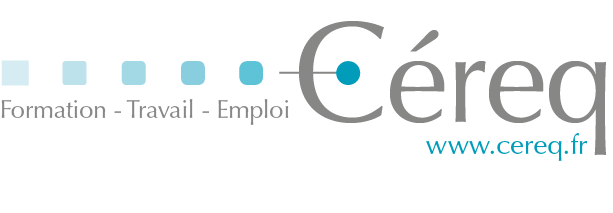 Céreq
Formation - Travail - Emploi
www.cereq.fr